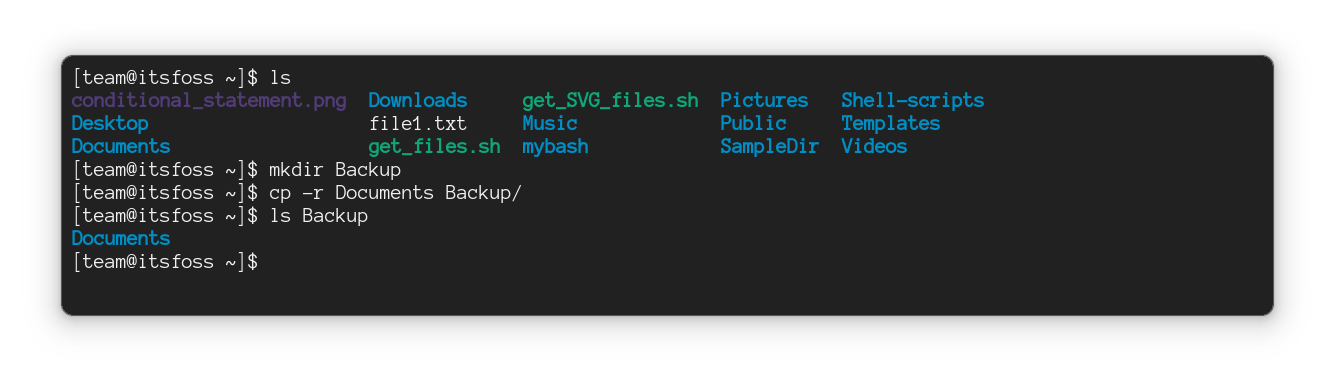 [team@itsfoss ~]$ ls
conditional_statement.png  Downloads     get_SVG_files.sh  Pictures   Shell-scripts
Desktop                    file1.txt     Music             Public     Templates
Documents                  get_files.sh  mybash            SampleDir  Videos
[team@itsfoss ~]$ mkdir Backup
[team@itsfoss ~]$ cp -r Documents Backup/
[team@itsfoss ~]$ ls Backup
Documents
[team@itsfoss ~]$